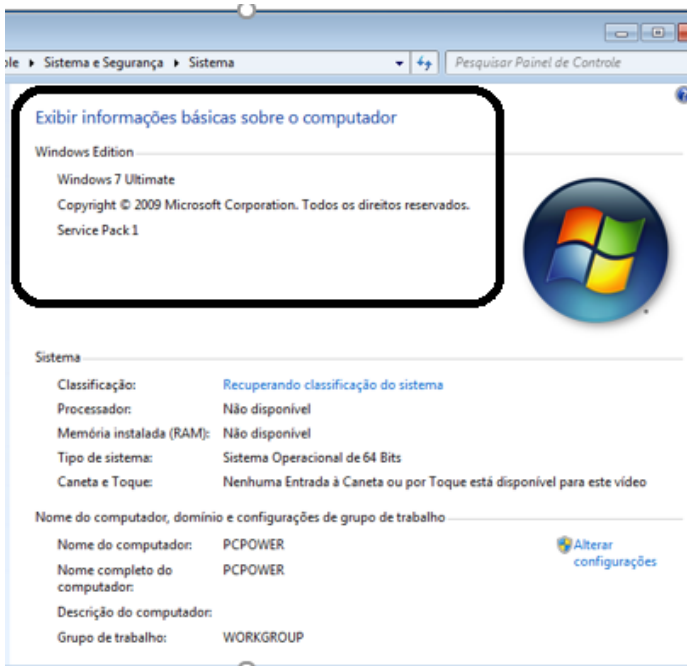 ole ▸ Sistema e Segurança ▸ Sistema
Pesquisar Painel de Controle
Exibir informações básicas sobre o computador
Windows Edition
Windows 7 Ultimate
Copyright © 2009 Microsoft Corporation. Todos os direitos reservados.
Service Pack 1
Sistema
Classificação: Recuperando classificação do sistema
Processador: Não disponível
Memória instalada (RAM): Não disponível
Tipo de sistema: Sistema Operacional de 64 Bits
Caneta e Toque: Nenhuma Entrada à Caneta ou por Toque está disponível para este vídeo
Nome do computador, domínio e configurações de grupo de trabalho
Nome do computador: PCPOWER
Alterar
configurações
Nome completo do
computador: PCPOWER
Descrição do computador:
Grupo de trabalho: WORKGROUP